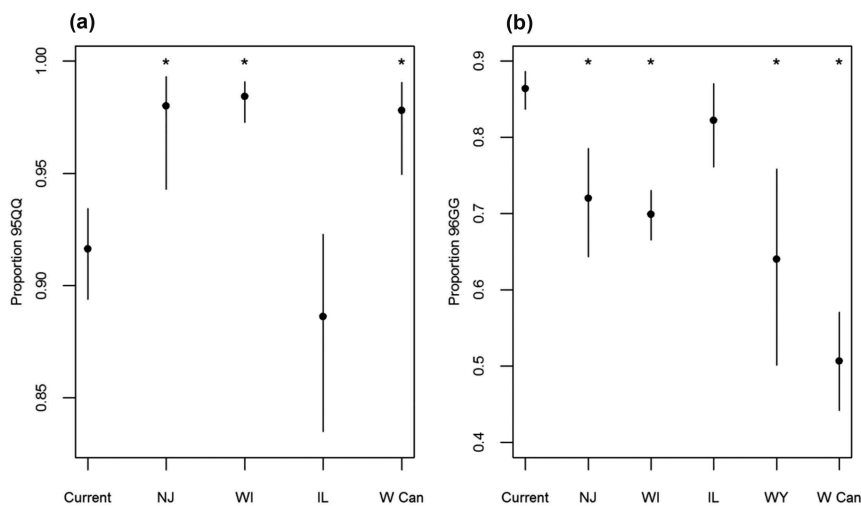 (a)
(b)
Proportion 95QQ
1.00
0.95
0.90
0.85
* * *
Current NJ WI IL W Can
Proportion 96GG
0.9
0.8
0.7
0.6
0.5
0.4
* * * *
Current NJ WI IL WY W Can